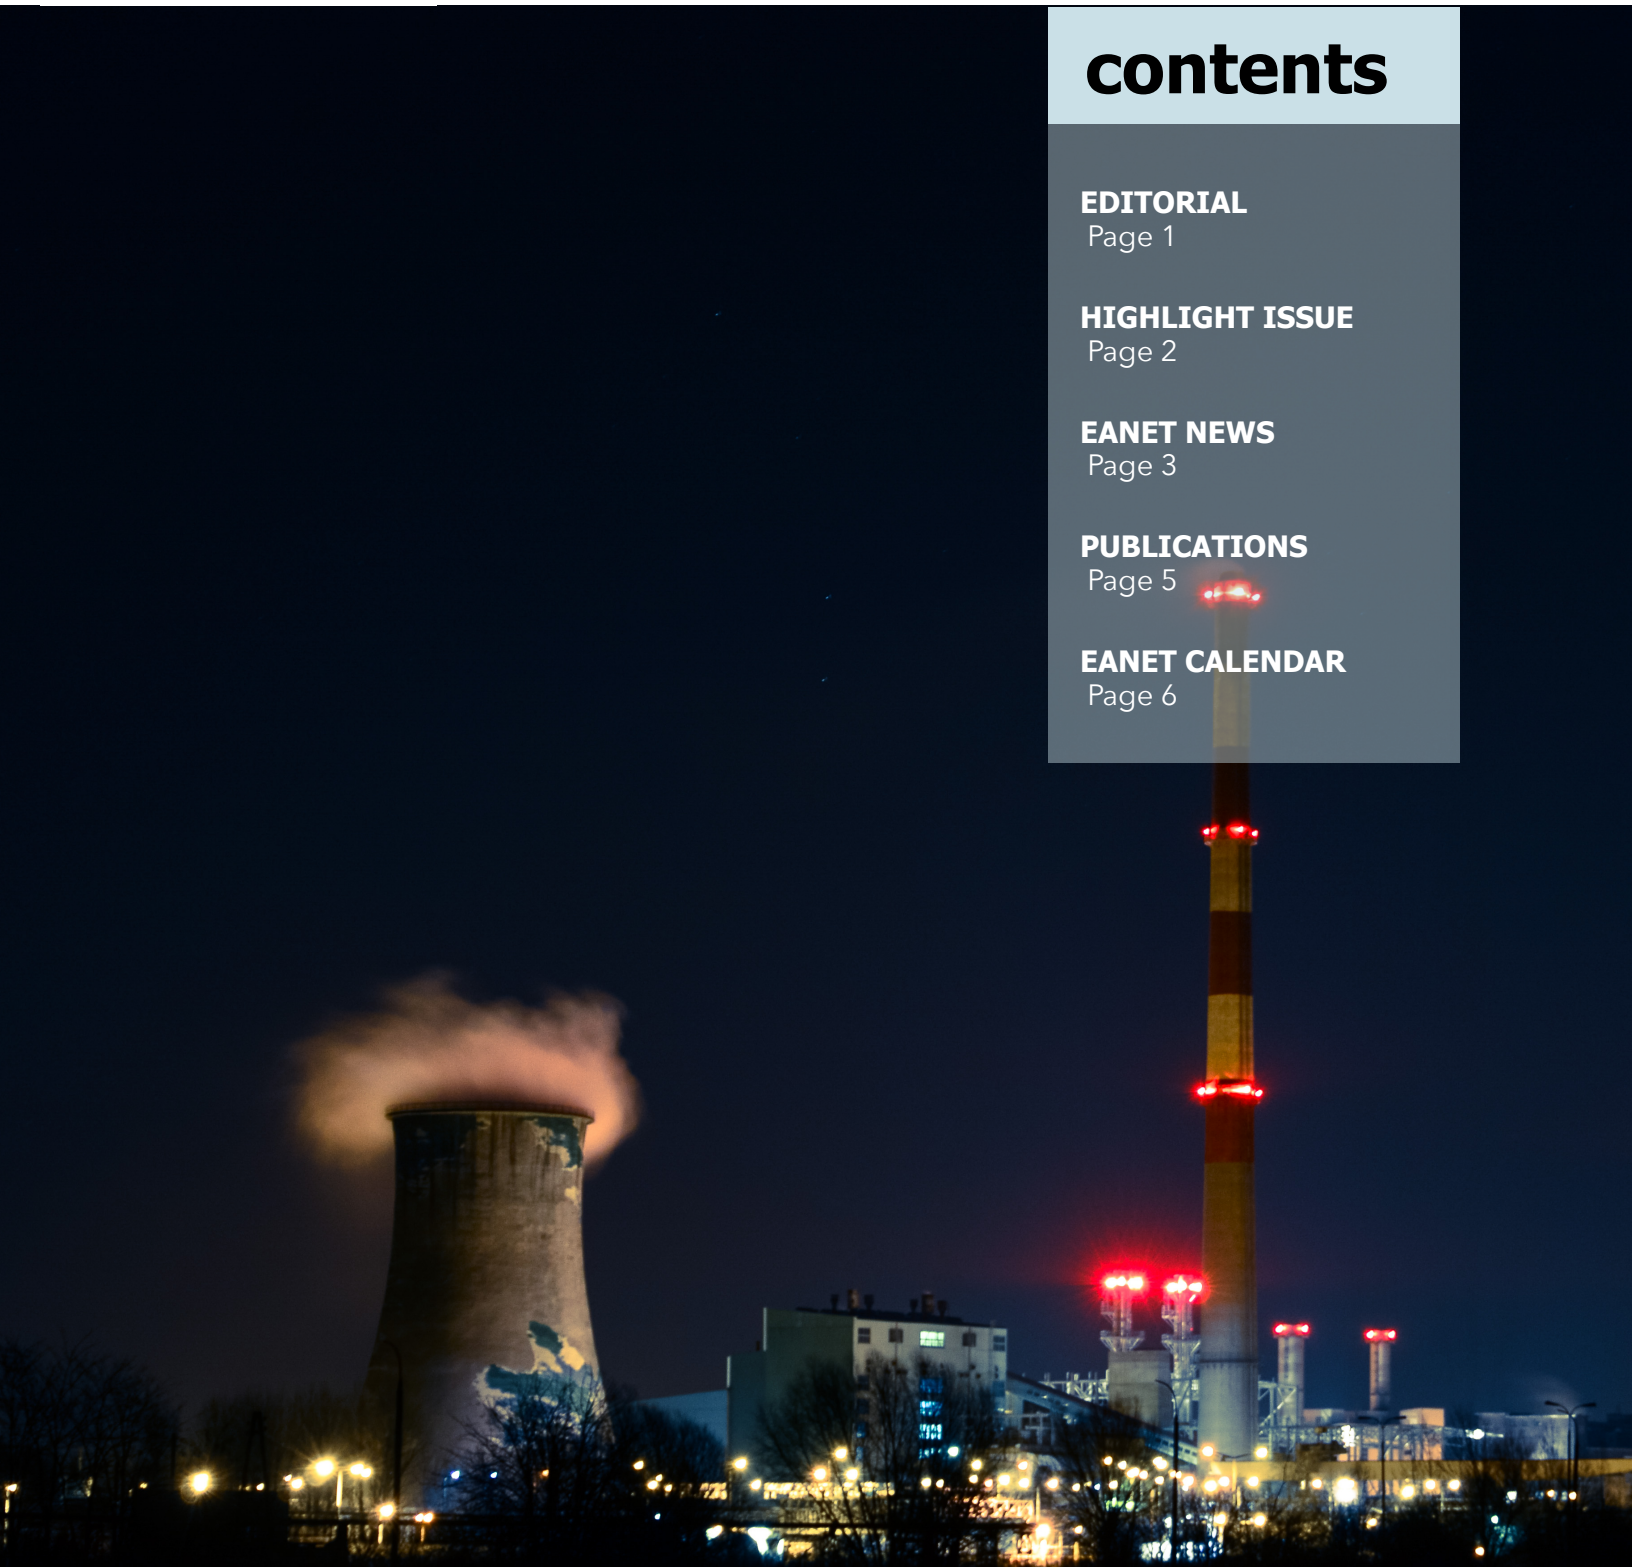 contents
EDITORIAL
Page 1
HIGHLIGHT ISSUE
Page 2
EANET NEWS
Page 3
PUBLICATIONS
Page 5
EANET CALENDAR
Page 6